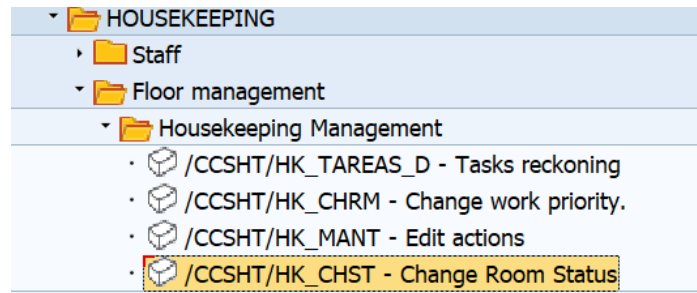 HOUSEKEEPING
Staff
Floor management
Housekeeping Management
/CCSHT/HK_TAREAS_D - Tasks reckoning
/CCSHT/HK_CHRM - Change work priority.
/CCSHT/HK_MANT - Edit actions
/CCSHT/HK_CHST - Change Room Status